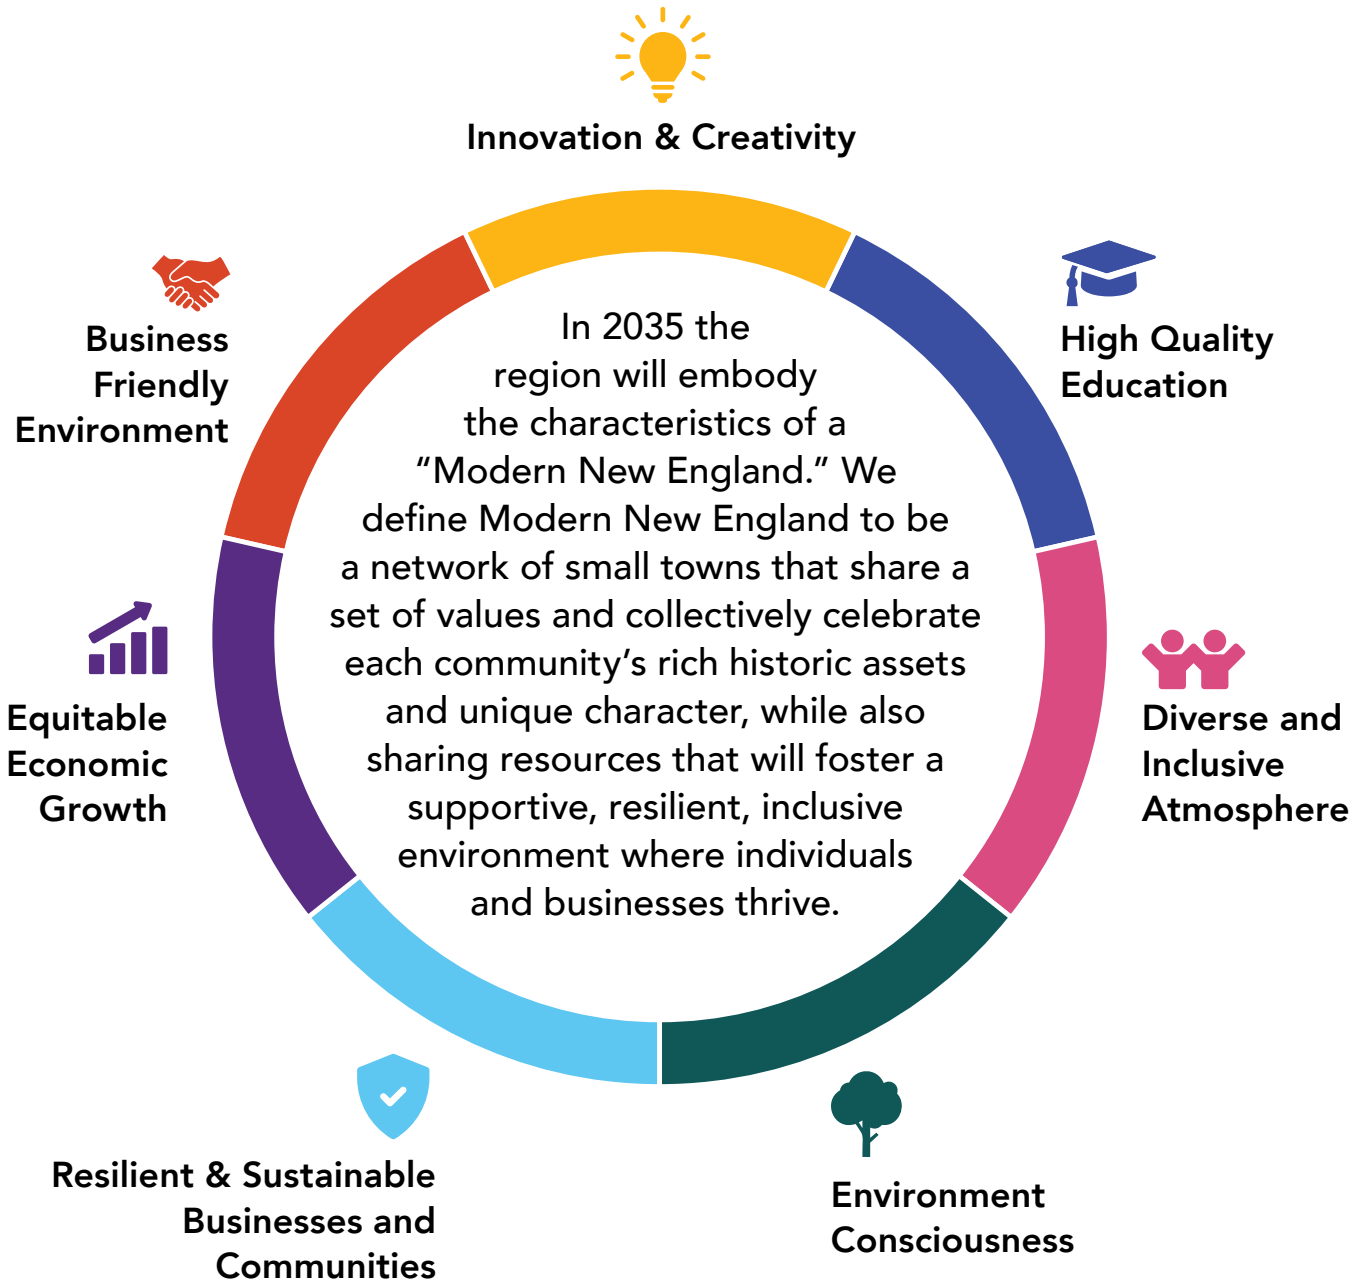 Innovation & Creativity
High Quality
Education
Diverse and
Inclusive
Atmosphere
Environment
Consciousness
Resilient & Sustainable
Businesses and
Communities
Equitable
Economic
Growth
Business
Friendly
Environment
In 2035 the
region will embody
the characteristics of a
“Modern New England.” We
define Modern New England to be
a network of small towns that share a
set of values and collectively celebrate
each community’s rich historic assets
and unique character, while also
sharing resources that will foster a
supportive, resilient, inclusive
environment where individuals
and businesses thrive.